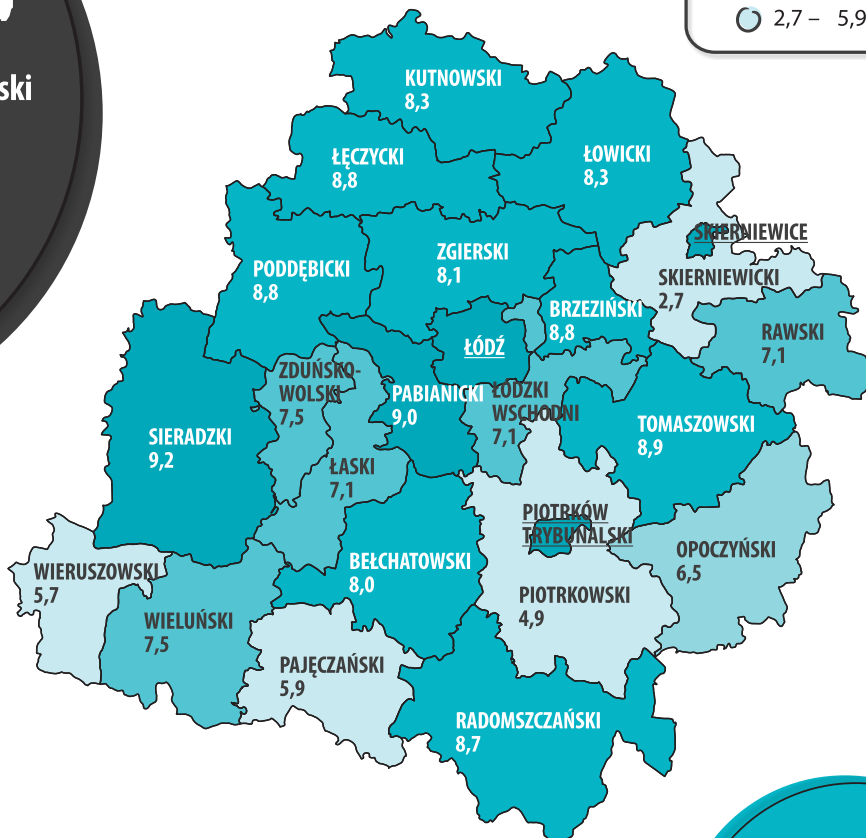 ski
2,7 – 5,9
KUTNOWSKI
8,3
ŁĘCZYCKI
8,8
ŁOWICKI
8,3
SKIERNIEWICE
SKIERNIEWICKI
2,7
ZGIERSKI
8,1
PODDĘBICKI
8,8
BRZEZIŃSKI
8,8
RAWSKI
7,1
ŁÓDŹ
ZDUŃSKO-
WOLSKI
7,5
PABIANICKI
9,0
ŁÓDZKI
WSCHODNI
7,1
TOMASZOWSKI
8,9
SIERADZKI
9,2
ŁASKI
7,1
PIOTRKÓW
TRYBUNALSKI
OPOCZYŃSKI
6,5
BEŁCHATOWSKI
8,0
WIERUSZOWSKI
5,7
PIOTRKOWSKI
4,9
WIELUŃSKI
7,5
PAJĘCZAŃSKI
5,9
RADOMSZCZAŃSKI
8,7